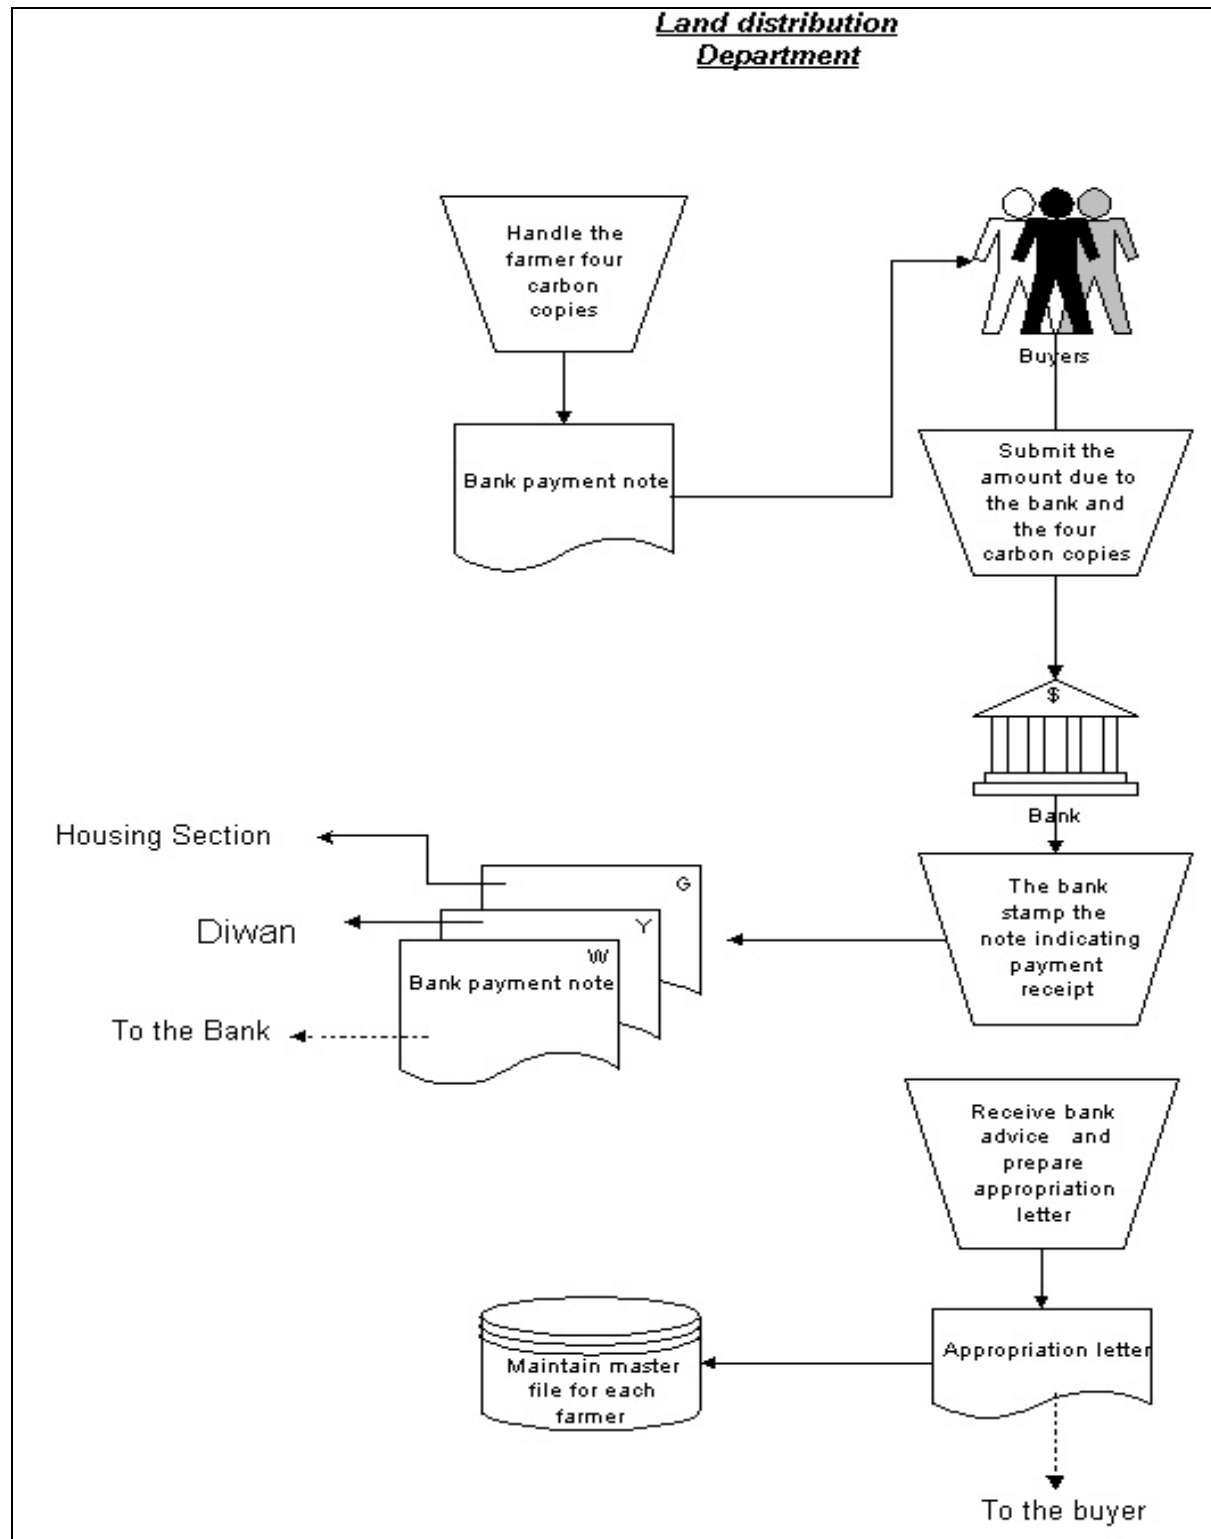 Land distribution
Department
Handle the
farmer four
carbon
copies
Buyers
Bank payment note
Submit the
amount due to
the bank and
the four
carbon copies
$
Bank
Housing Section
G
The bank
stamp the
note indicating
payment
receipt
Diwan
Y
W
Bank payment note
To the Bank
Receive bank
advice and
prepare
appropriation
letter
Appropriation letter
Maintain master
file for each
farmer
To the buyer